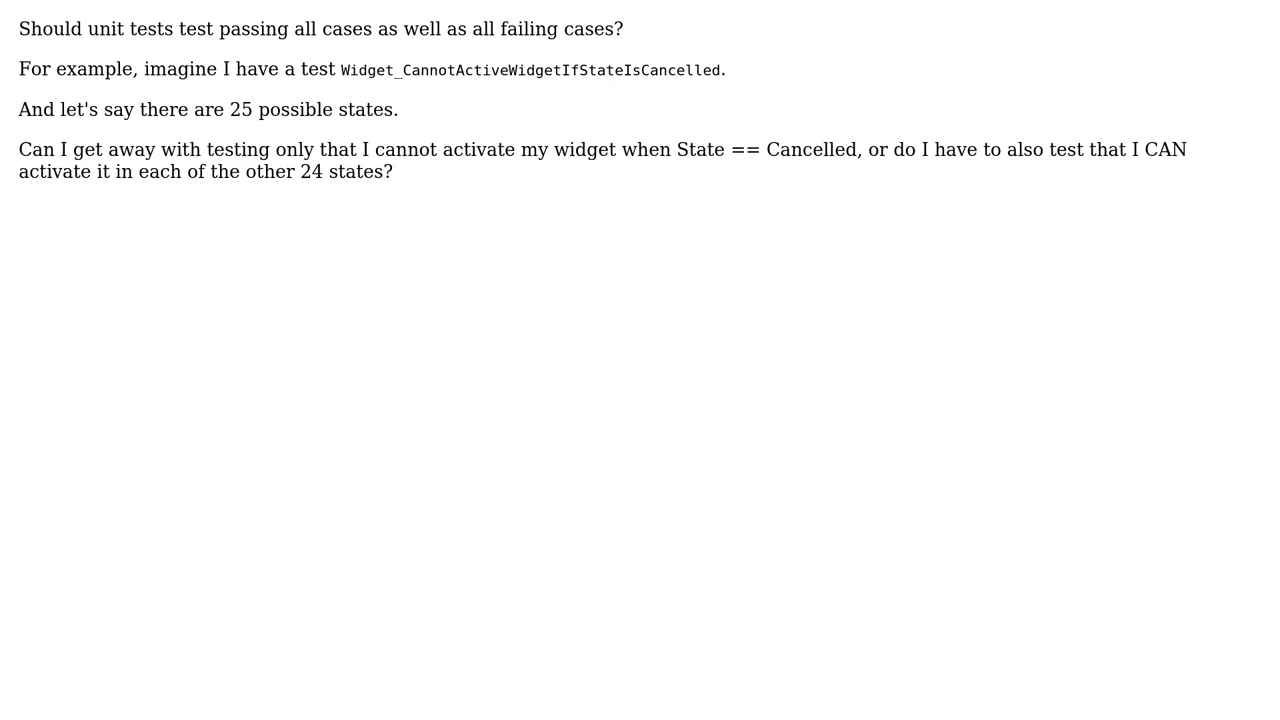 Should unit tests test passing all cases as well as all failing cases?
For example, imagine I have a test Widget_CannotActiveWidgetIfStateIsCancelled.
And let's say there are 25 possible states.
Can I get away with testing only that I cannot activate my widget when State == Cancelled, or do I have to also test that I CAN
activate it in each of the other 24 states?